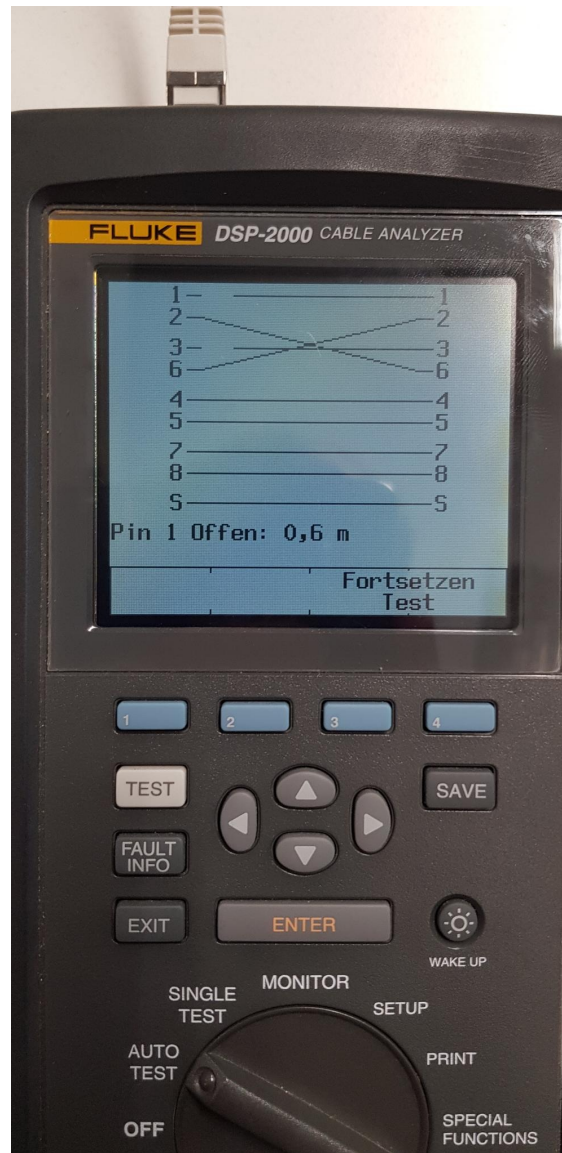 FLUKE DSP-2000 CABLE ANALYZER
1 1
2 2
3 3
6 6
4 4
5 5
7 7
8 8
S S
Pin 1 Offen: 0,6 m
Fortsetzen
Test
1 2 3 4
TEST
SAVE
FAULT
INFO
EXIT
ENTER
WAKE UP
MONITOR
SINGLE
TEST
SETUP
AUTO
TEST
PRINT
OFF
SPECIAL
FUNCTIONS